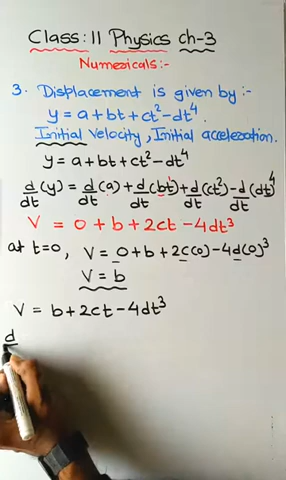 Class:11 Physics ch-3
Numericals:-
3. Displacement is given by:-
y = a+bt+ct²-dt⁴.
Initial velocity, Initial acceleration.
y = a+bt+ct²-dt⁴
d/dt (y) = d/dt (a) + d/dt (bt) + d/dt (ct²) - d/dt (dt)⁴
V = 0+b+2ct-4dt³
at t=0, V = 0+b+2c(0)-4d(0)³
V = b
V = b+2ct-4dt³
d